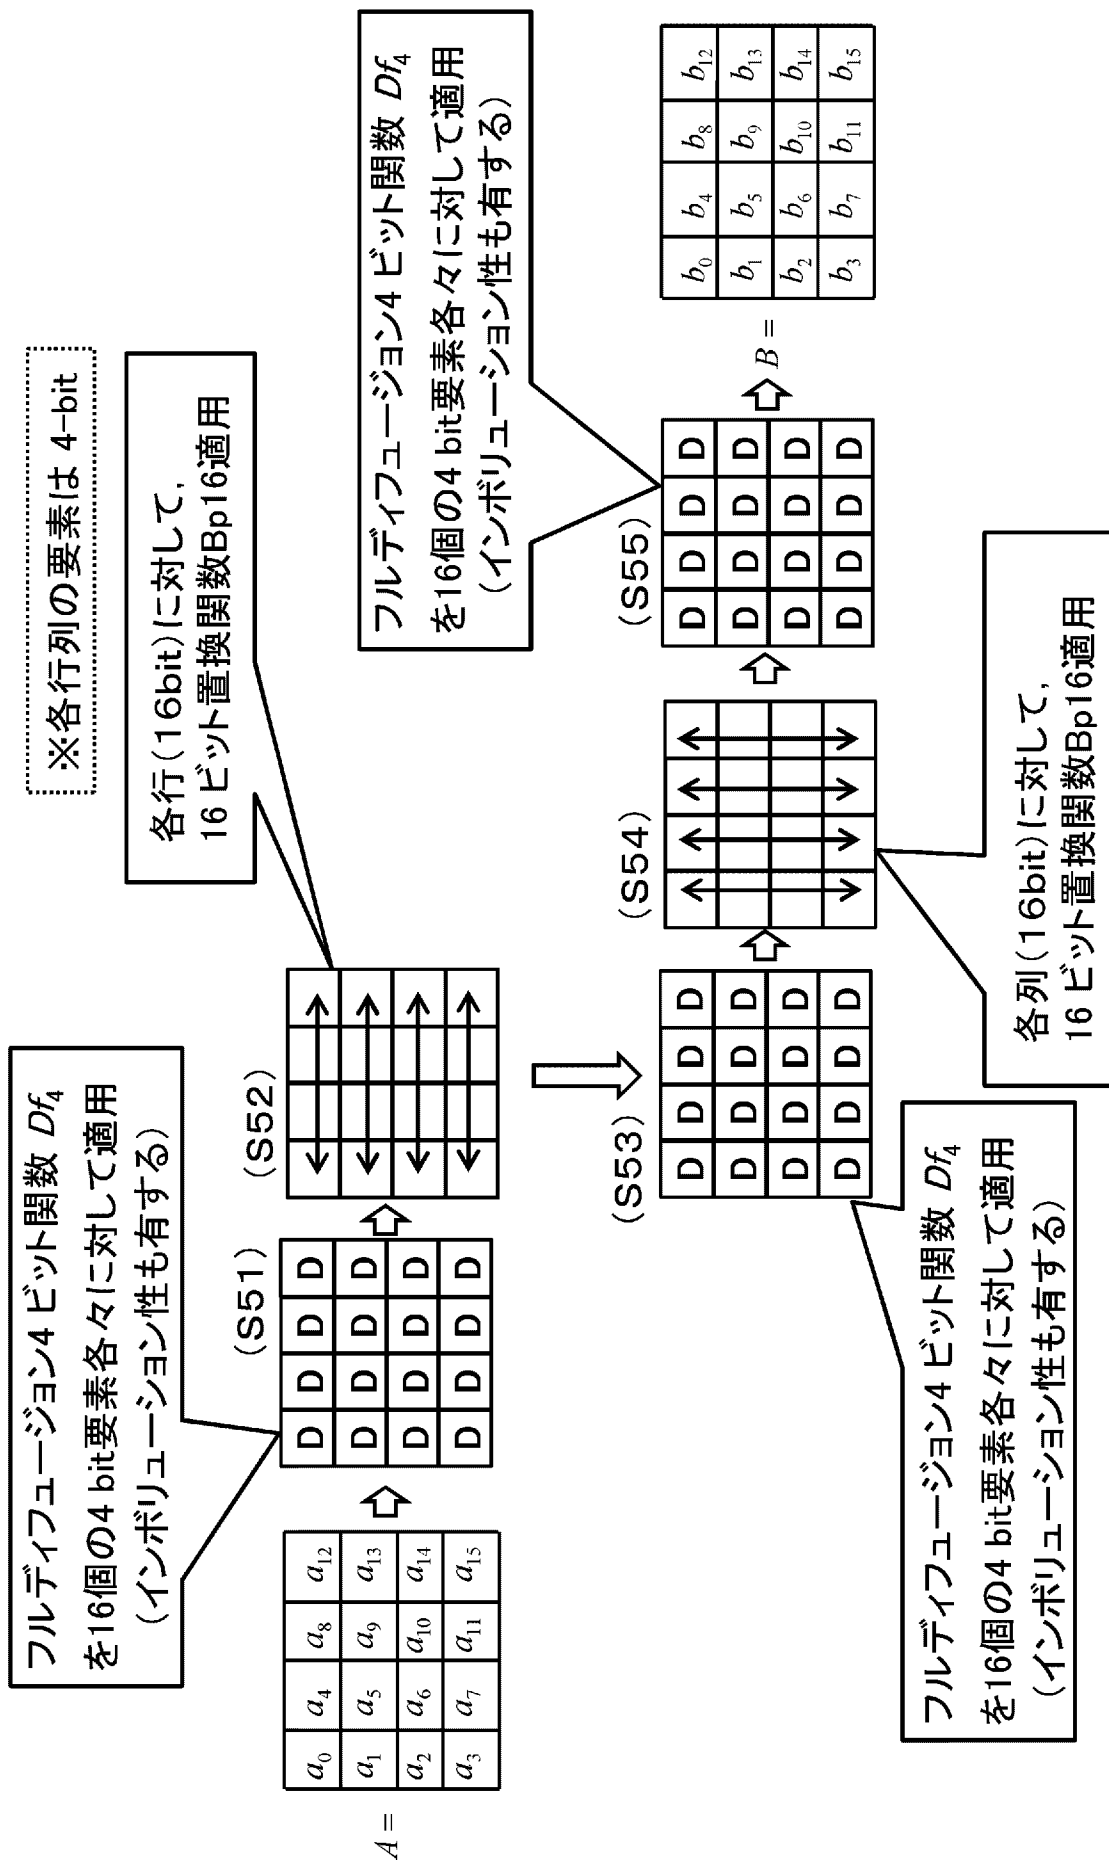 ※各行列の要素は 4-bit
フルディフュージョン4 ビット関数 Df₄
を16個の4 bit要素各々に対して適用
(インボリューション性も有する)
各行(16bit)に対して,
16 ビット置換関数Bp16適用
(S51)
(S52)
A =
a₀ a₄ a₈ a₁₂
a₁ a₅ a₉ a₁₃
a₂ a₆ a₁₀ a₁₄
a₃ a₇ a₁₁ a₁₅
D D D D
D D D D
D D D D
D D D D
フルディフュージョン4 ビット関数 Df₄
を16個の4 bit要素各々に対して適用
(インボリューション性も有する)
(S53)
(S54)
(S55)
D D D D
D D D D
D D D D
D D D D
D D D D
D D D D
D D D D
D D D D
B =
b₀ b₄ b₈ b₁₂
b₁ b₅ b₉ b₁₃
b₂ b₆ b₁₀ b₁₄
b₃ b₇ b₁₁ b₁₅
フルディフュージョン4 ビット関数 Df₄
を16個の4 bit要素各々に対して適用
(インボリューション性も有する)
各列(16bit)に対して,
16 ビット置換関数Bp16適用